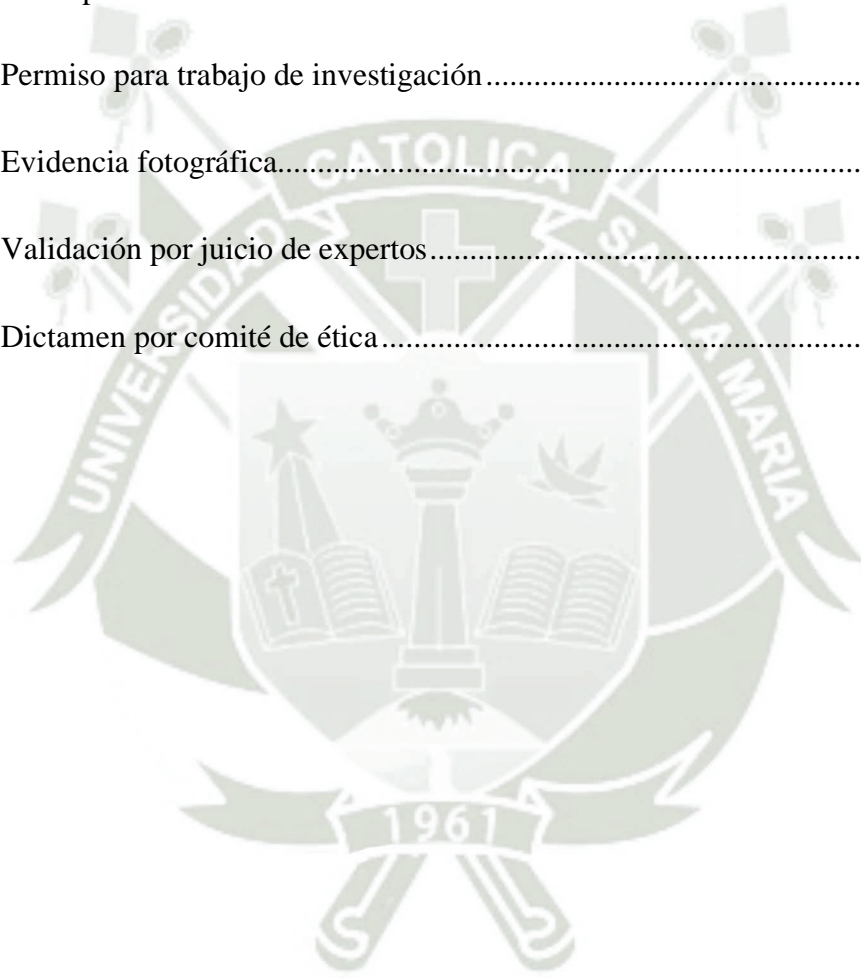 Permiso para trabajo de investigación................................................
Evidencia fotográfica..........................................................................
Validación por juicio de expertos.......................................................
Dictamen por comité de ética.............................................................
UNIVERSIDAD CATOLICA SANTA MARIA
1961